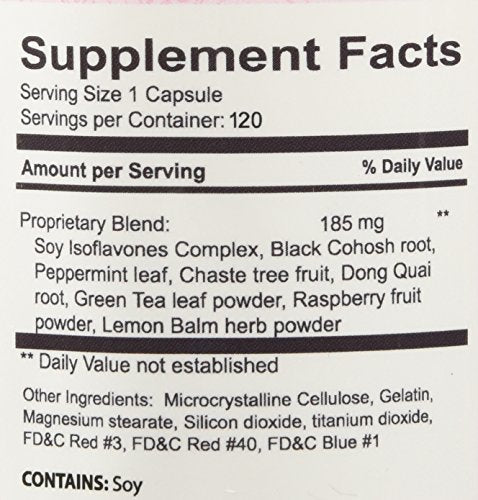 Supplement Facts
Serving Size 1 Capsule
Servings per Container: 120
Amount per Serving % Daily Value
Proprietary Blend: 185 mg **
Soy Isoflavones Complex, Black Cohosh root,
Peppermint leaf, Chaste tree fruit, Dong Quai
root, Green Tea leaf powder, Raspberry fruit
powder, Lemon Balm herb powder
** Daily Value not established
Other Ingredients: Microcrystalline Cellulose, Gelatin,
Magnesium stearate, Silicon dioxide, titanium dioxide,
FD&C Red #3, FD&C Red #40, FD&C Blue #1
CONTAINS: Soy